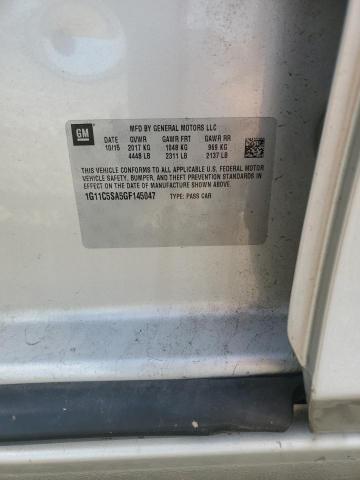 MFD BY GENERAL MOTORS LLC
GM DATE GVWR GAWR FRT GAWR RR
10/15 2017 KG 1048 KG 969 KG
4448 LB 2311 LB 2137 LB
THIS VEHICLE CONFORMS TO ALL APPLICABLE U.S. FEDERAL MOTOR
VEHICLE SAFETY, BUMPER, AND THEFT PREVENTION STANDARDS IN
EFFECT ON THE DATE OF MANUFACTURE SHOWN ABOVE.
1G11C5SA5GF145047 TYPE: PASS CAR